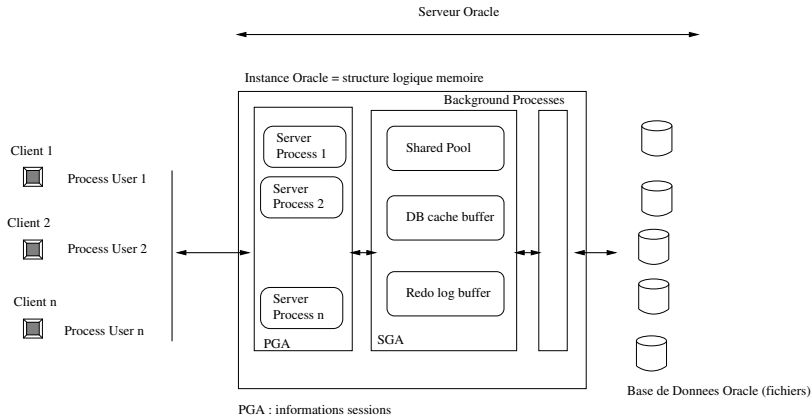 Serveur Oracle
Instance Oracle = structure logique memoire
Background Processes
Client 1
Process User 1
Client 2
Process User 2
Client n
Process User n
Server
Process 1
Server
Process 2
Server
Process n
PGA
Shared Pool
DB cache buffer
Redo log buffer
SGA
Base de Donnees Oracle (fichiers)
PGA : informations sessions